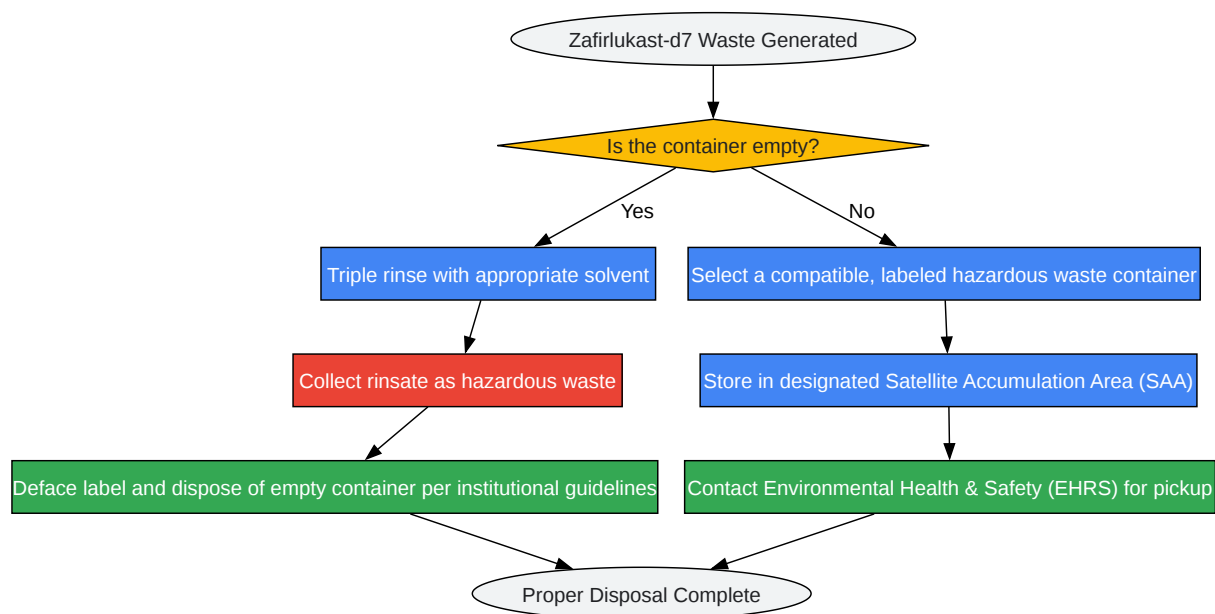 Zafirlukast-d7 Waste Generated
Is the container empty?
Yes
No
Triple rinse with appropriate solvent
Select a compatible, labeled hazardous waste container
Collect rinsate as hazardous waste
Store in designated Satellite Accumulation Area (SAA)
Deface label and dispose of empty container per institutional guidelines
Contact Environmental Health & Safety (EHRS) for pickup
Proper Disposal Complete